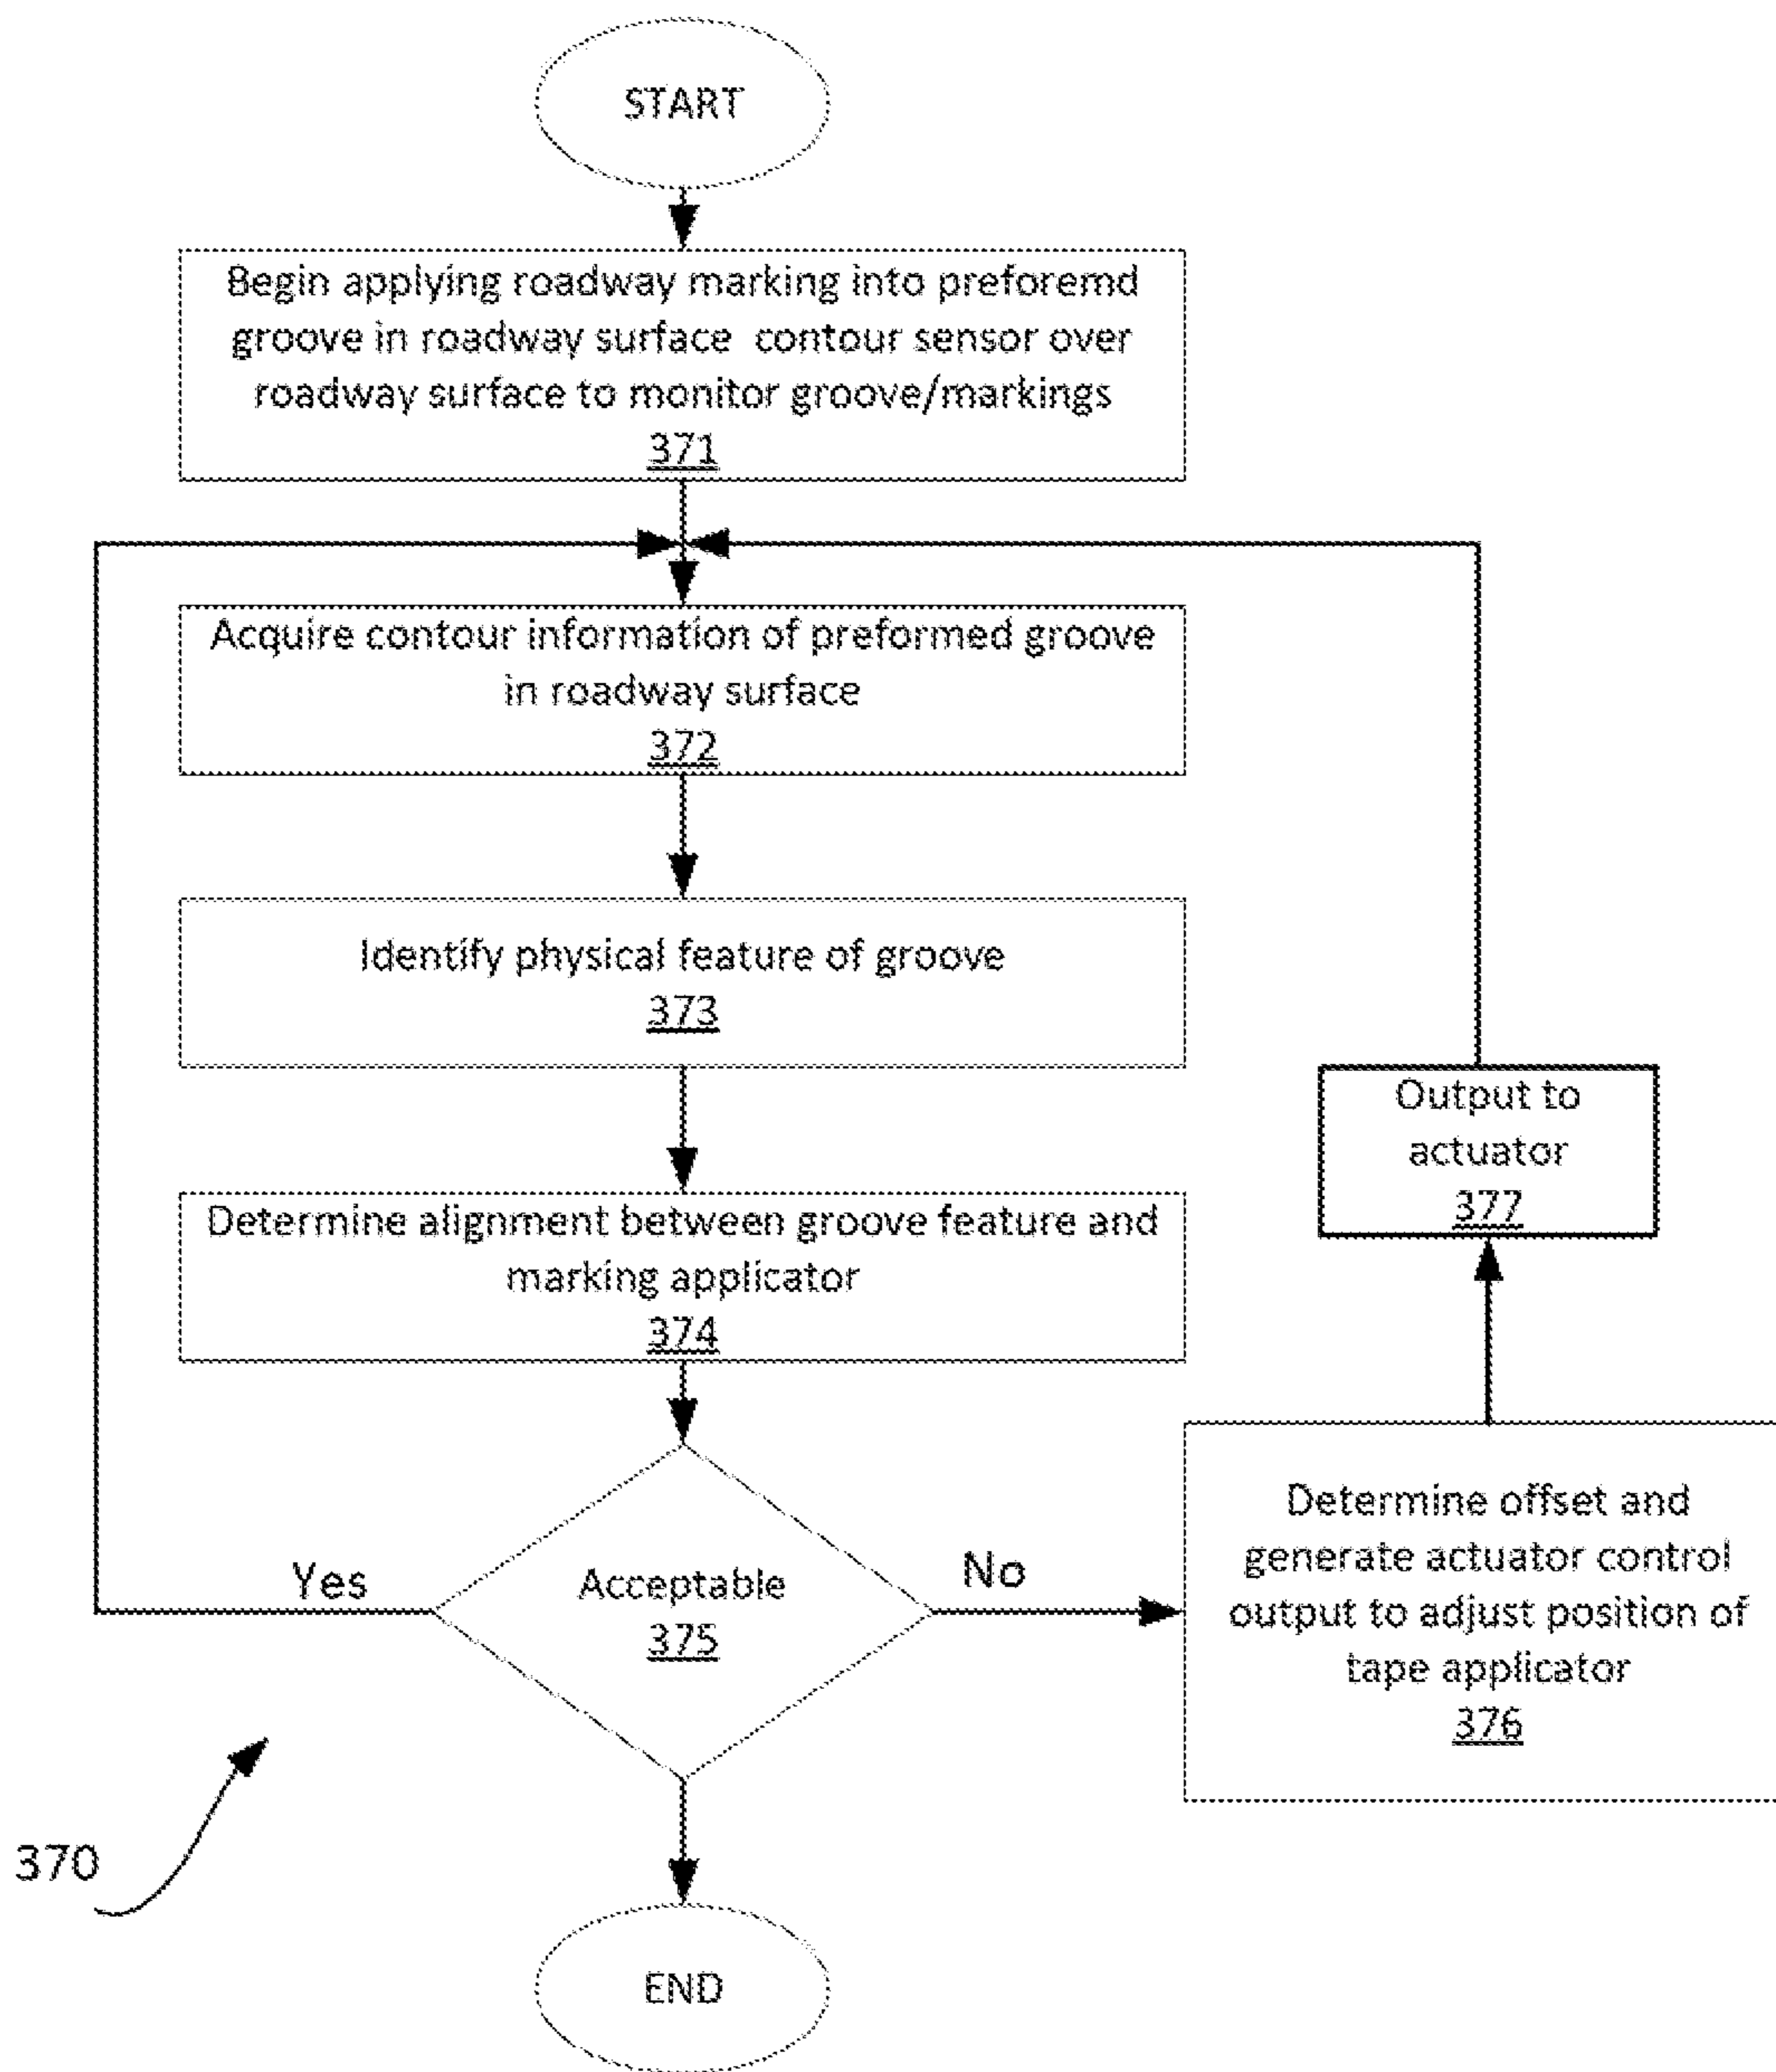 START
Begin applying roadway marking into preforemd
groove in roadway surface contour sensor over
roadway surface to monitor groove/markings
371
Acquire contour information of preformed groove
in roadway surface
372
Identify physical feature of groove
373
Output to
actuator
377
Determine alignment between groove feature and
marking applicator
374
Yes
Acceptable
375
No
Determine offset and
generate actuator control
output to adjust position of
tape applicator
376
370
END